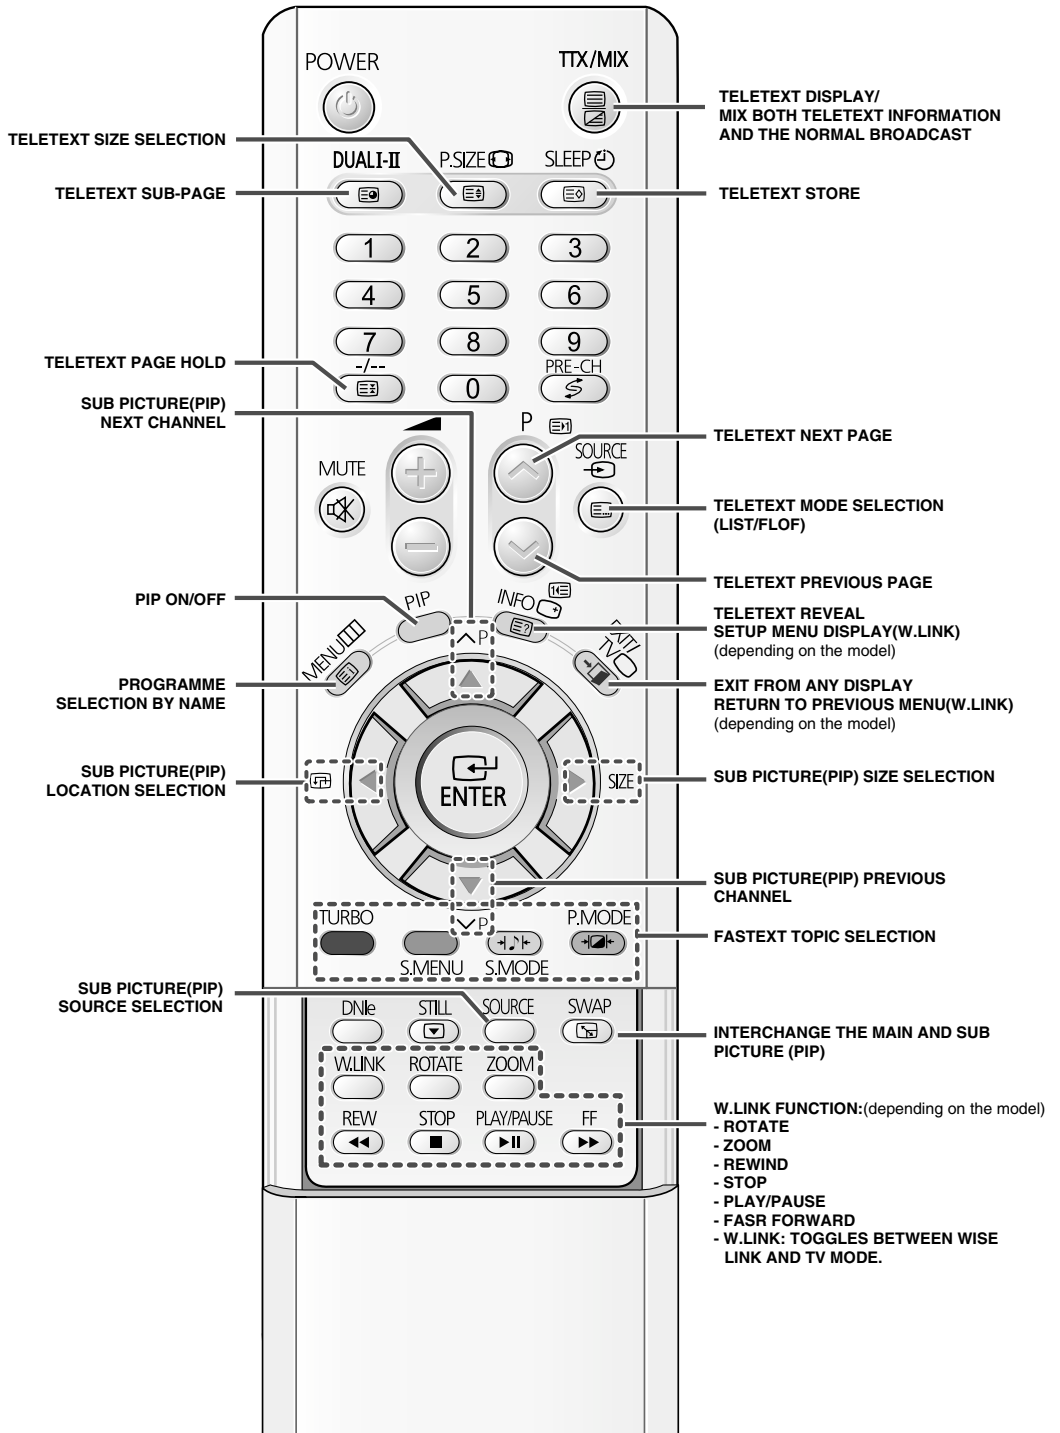 POWER
TTX/MIX
TELETEXT DISPLAY/
MIX BOTH TELETEXT INFORMATION
AND THE NORMAL BROADCAST
TELETEXT SIZE SELECTION
DUAL I-II
P.SIZE
SLEEP
TELETEXT SUB-PAGE
TELETEXT STORE
1
2
3
4
5
6
7
8
9
TELETEXT PAGE HOLD
-/--
0
PRE-CH
SUB PICTURE(PIP)
NEXT CHANNEL
P
SOURCE
TELETEXT NEXT PAGE
MUTE
TELETEXT MODE SELECTION
(LIST/FLOF)
TELETEXT PREVIOUS PAGE
PIP ON/OFF
PIP
INFO
TELETEXT REVEAL
SETUP MENU DISPLAY(W.LINK)
(depending on the model)
P
MENU
EXIT/
TV
PROGRAMME
SELECTION BY NAME
EXIT FROM ANY DISPLAY
RETURN TO PREVIOUS MENU(W.LINK)
(depending on the model)
SUB PICTURE(PIP)
LOCATION SELECTION
ENTER
SIZE
SUB PICTURE(PIP) SIZE SELECTION
SUB PICTURE(PIP) PREVIOUS
CHANNEL
TURBO
P
P.MODE
FASTEXT TOPIC SELECTION
S.MENU
S.MODE
SUB PICTURE(PIP)
SOURCE SELECTION
DNIe
STILL
SOURCE
SWAP
INTERCHANGE THE MAIN AND SUB
PICTURE (PIP)
W.LINK
ROTATE
ZOOM
REW
STOP
PLAY/PAUSE
FF
W.LINK FUNCTION:(depending on the model)
- ROTATE
- ZOOM
- REWIND
- STOP
- PLAY/PAUSE
- FASR FORWARD
- W.LINK: TOGGLES BETWEEN WISE
LINK AND TV MODE.